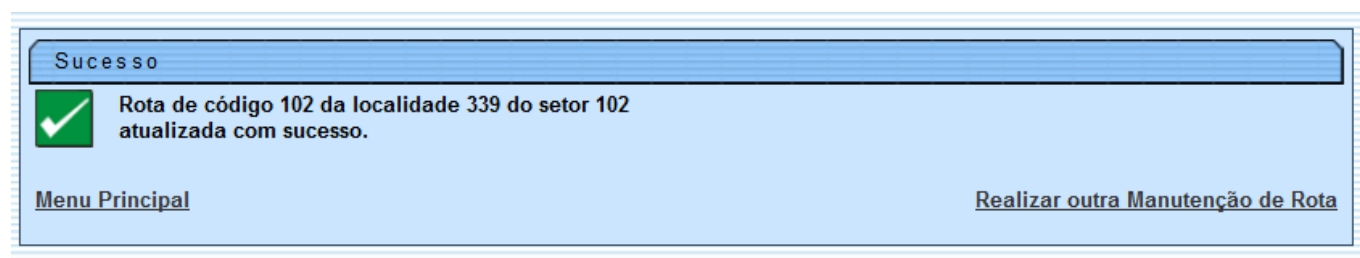 Sucesso
Rota de código 102 da localidade 339 do setor 102
atualizada com sucesso.
Menu Principal
Realizar outra Manutenção de Rota